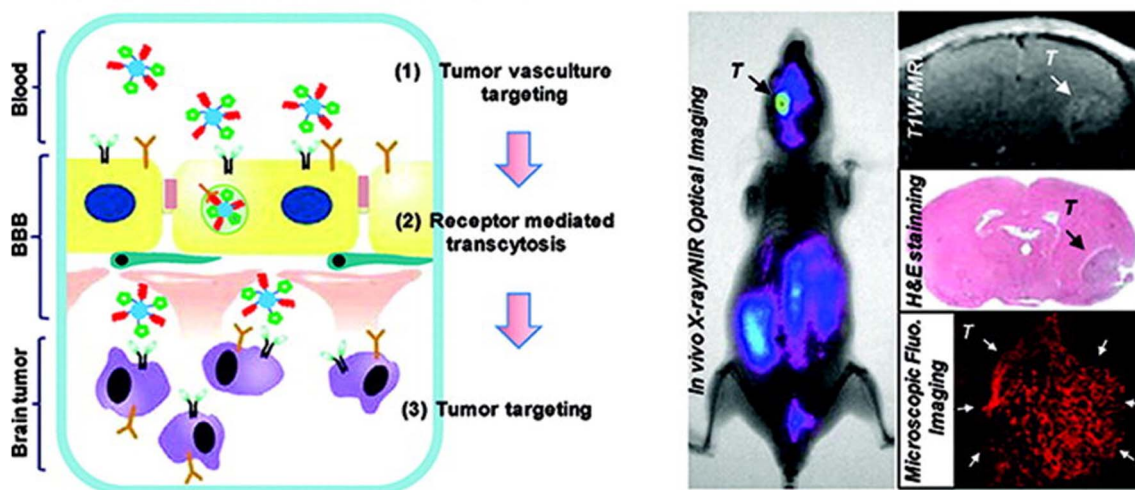 Blood
BBB
Brain tumor
(1) Tumor vasculture
targeting
(2) Receptor mediated
transcytosis
(3) Tumor targeting
In vivo X-ray/NIR Optical Imaging
T
T1W-MRI
T
H&E stainning
T
Microscopic Fluo.
Imaging
T